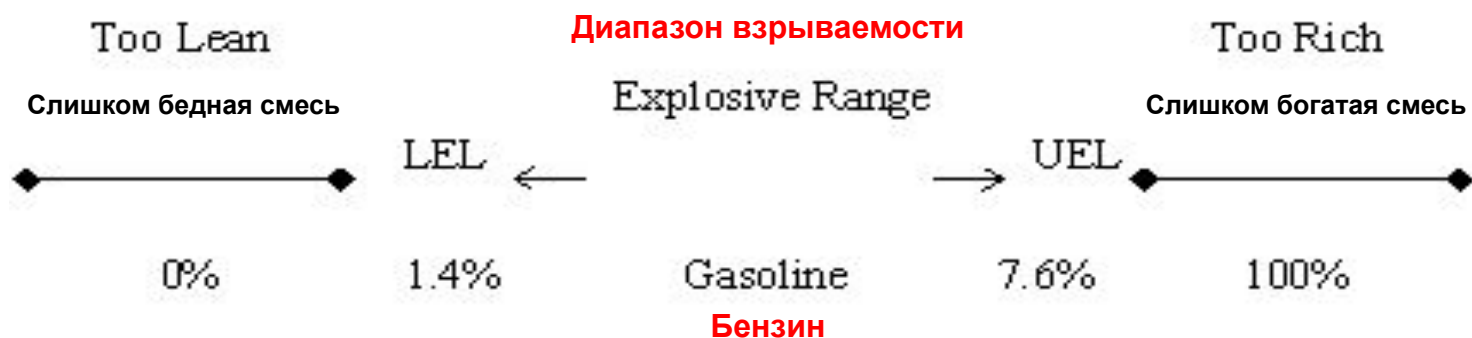 Too Lean
Диапазон взрываемости
Too Rich
Слишком бедная смесь
Explosive Range
Слишком богатая смесь
LEL
UEL
0%
1.4%
Gasoline
7.6%
100%
Бензин